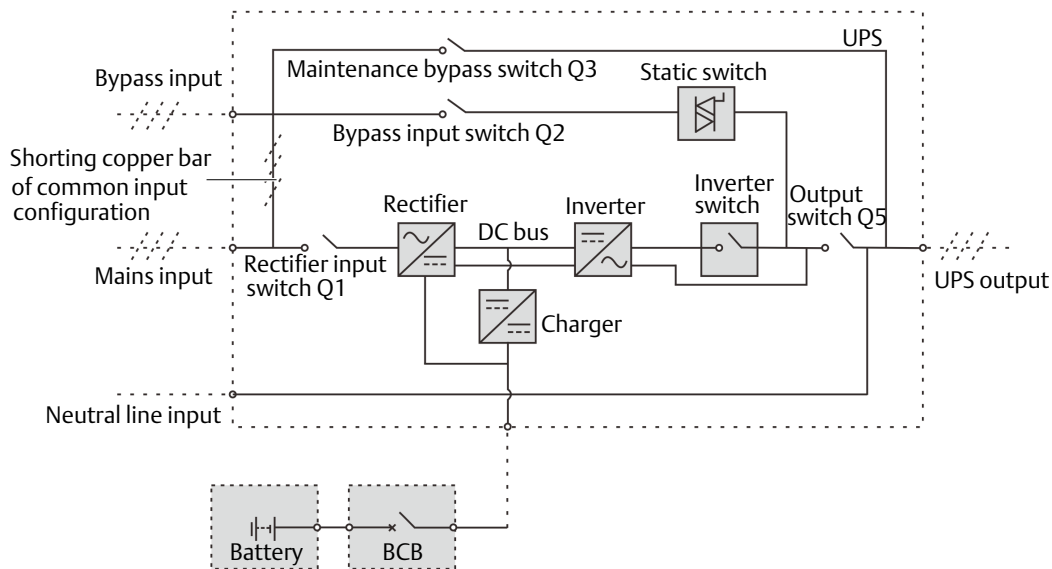 UPS
Maintenance bypass switch Q3
Static switch
Bypass input
Bypass input switch Q2
Shorting copper bar
of common input
configuration
Rectifier
DC bus
Inverter
Inverter
switch
Output
switch Q5
Mains input
Rectifier input
switch Q1
UPS output
Charger
Neutral line input
Battery
BCB